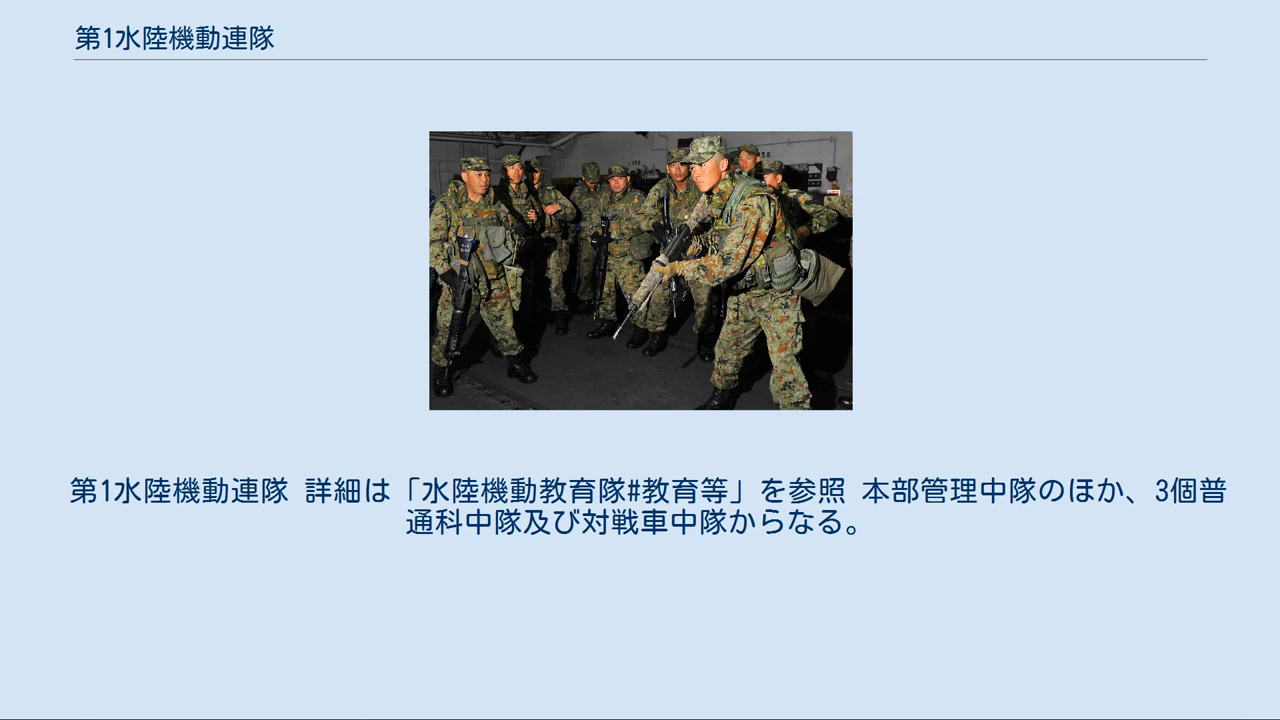 第1水陸機動連隊
第1水陸機動連隊 詳細は「水陸機動教育隊#教育等」を参照 本部管理中隊のほか、3個普
通科中隊及び対戦車中隊からなる。